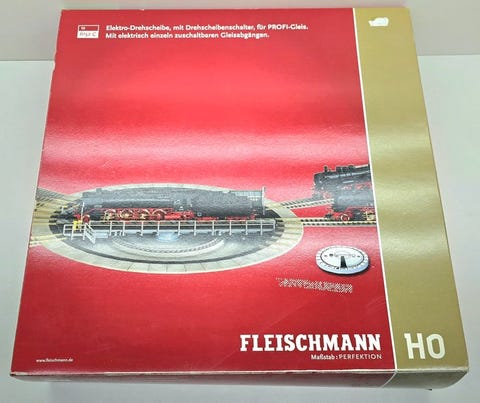 Elektro-Drehscheibe, mit Drehscheibenschalter, für PROFI-Gleis.
Mit elektrisch einzeln zuschaltbaren Gleisabgängen.
FLEISCHMANN
Maßstab : PERFEKTION
H0
www.fleischmann.de